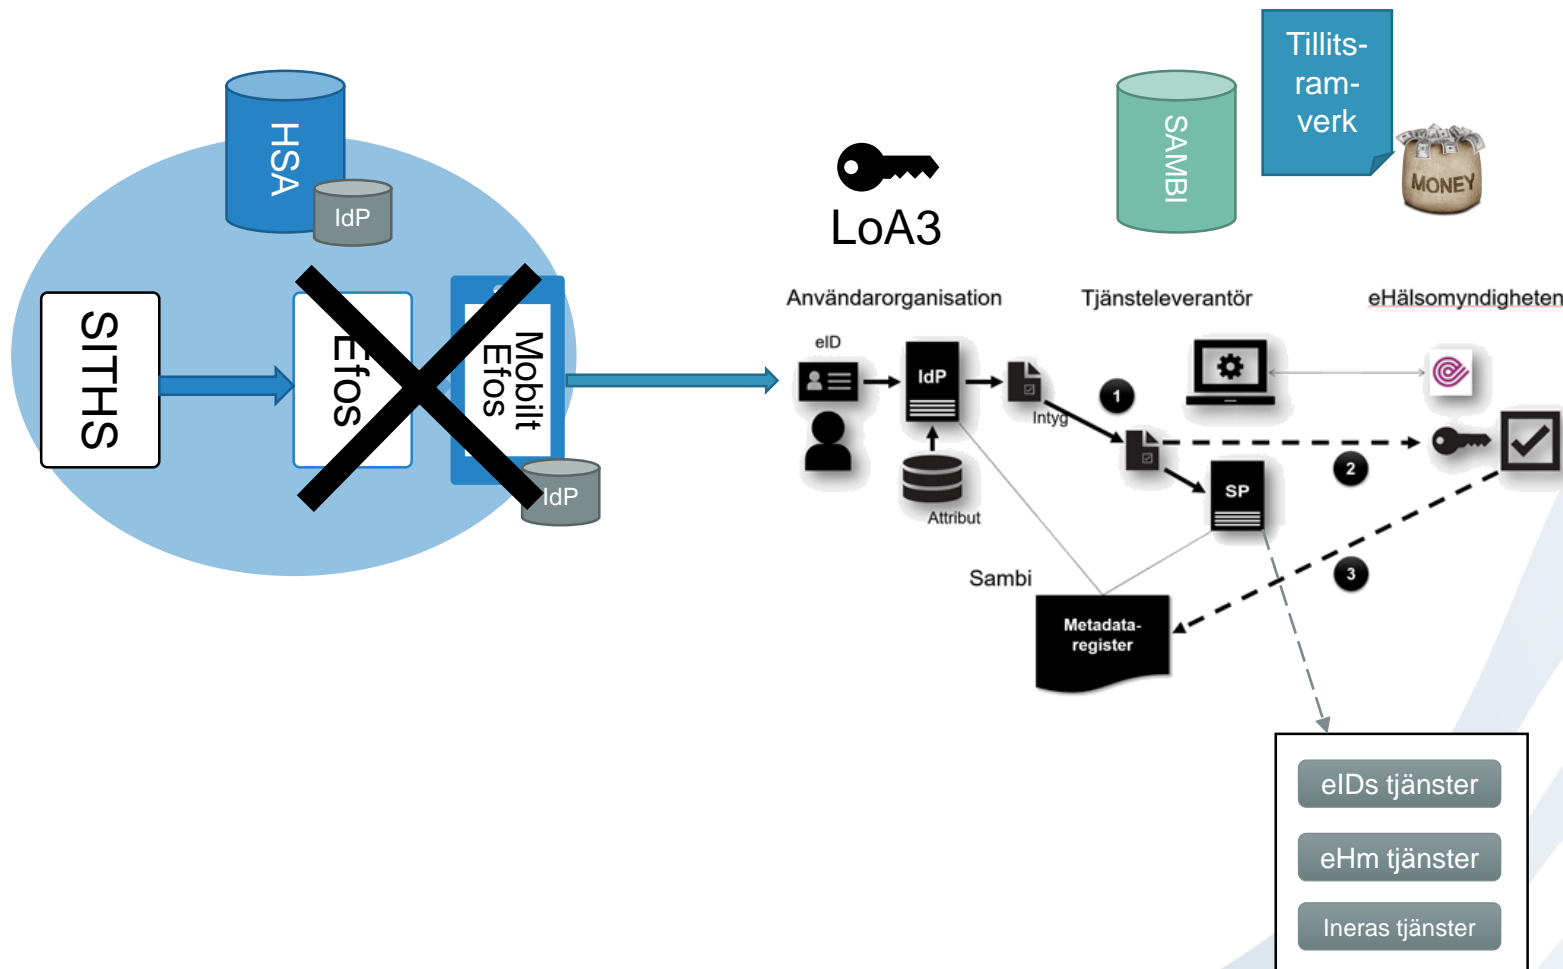 HSA
IdP
SITHS
Efos
Mobilt
Efos
IdP
LoA3
SAMBI
Tillits-
ram-
verk
MONEY
Användarorganisation
Tjänsteleverantör
eHälsomyndigheten
eID
IdP
Intyg
Attribut
1
2
SP
3
Sambi
Metadata-
register
eIDs tjänster
eHm tjänster
Ineras tjänster